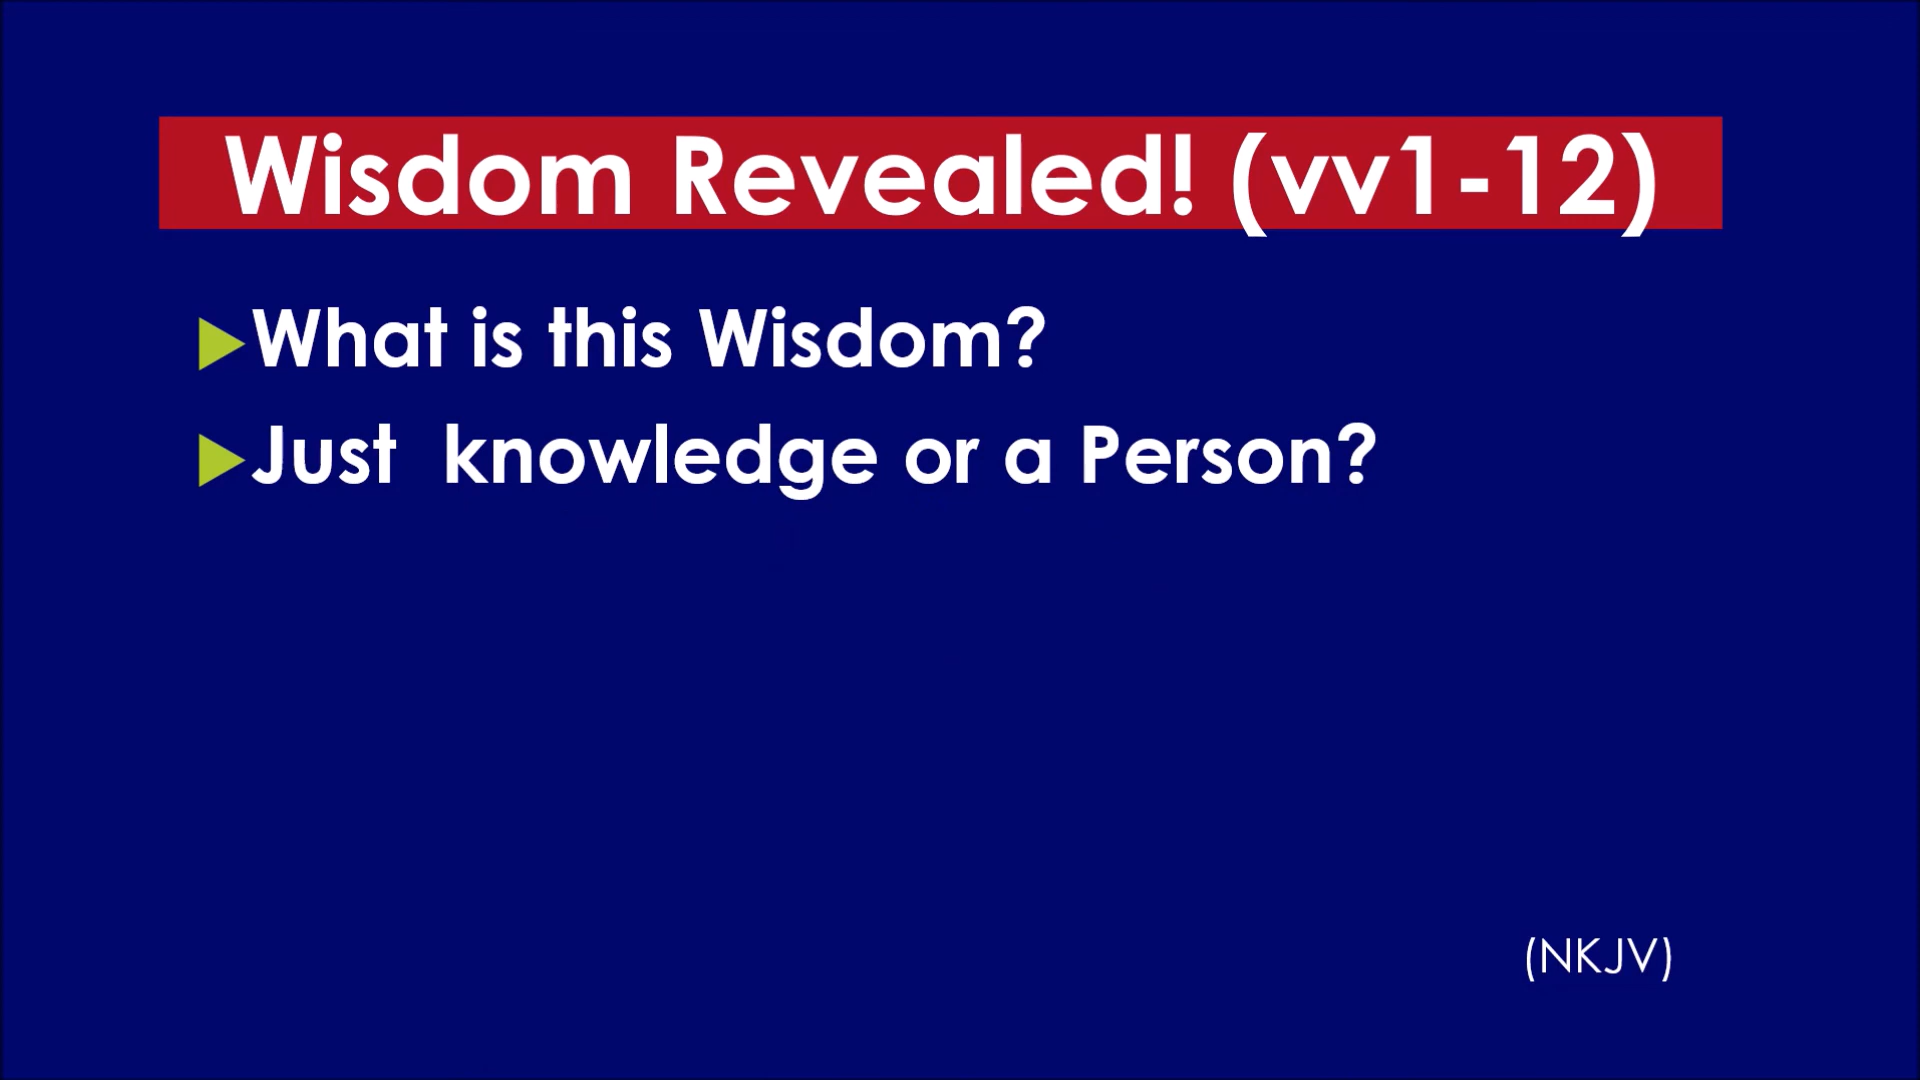 Wisdom Revealed! (vv1-12)
What is this Wisdom?
Just  knowledge or a Person?
(NKJV)